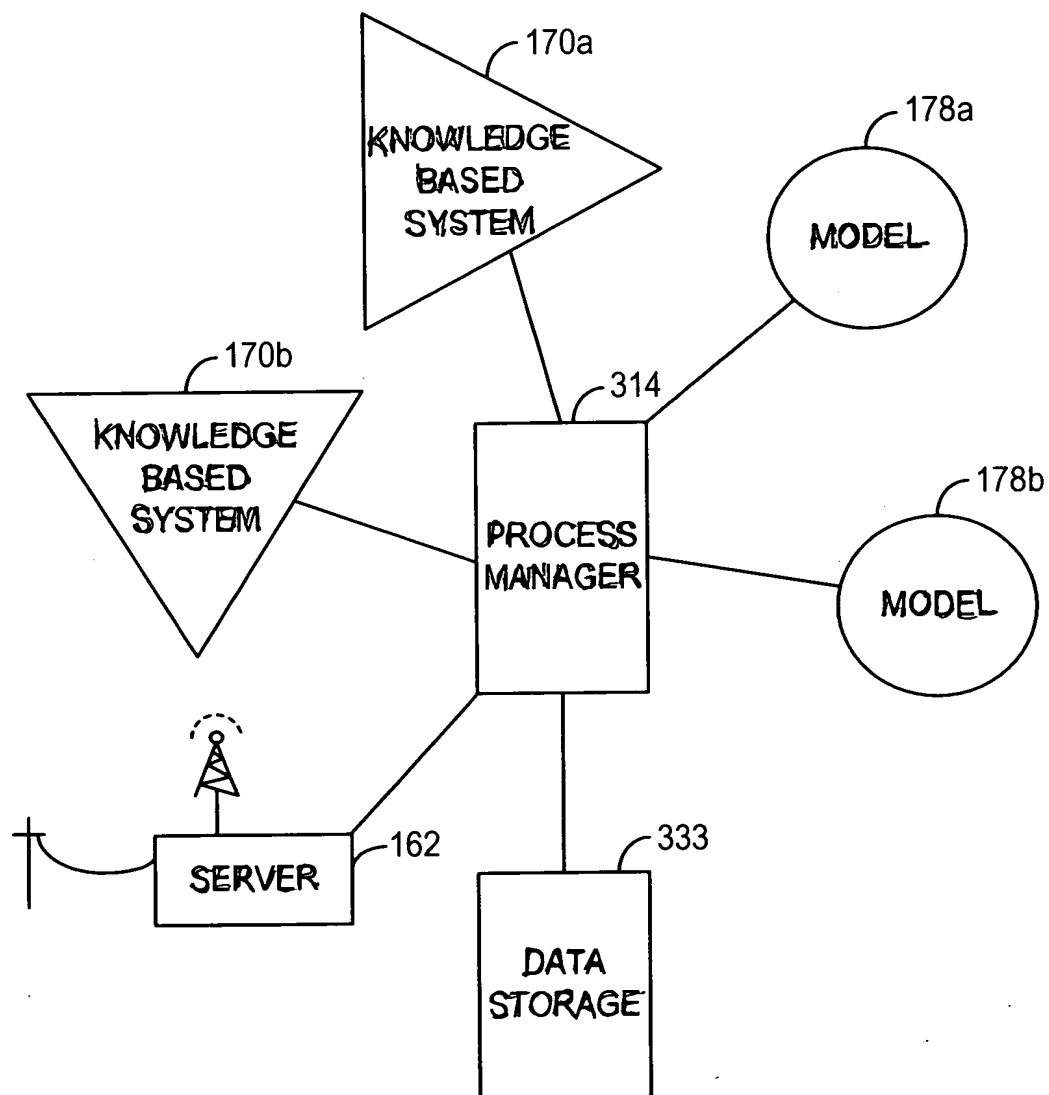 170a
KNOWLEDGE
BASED
SYSTEM
178a
MODEL
170b
KNOWLEDGE
BASED
SYSTEM
314
PROCESS
MANAGER
178b
MODEL
162
SERVER
333
DATA
STORAGE